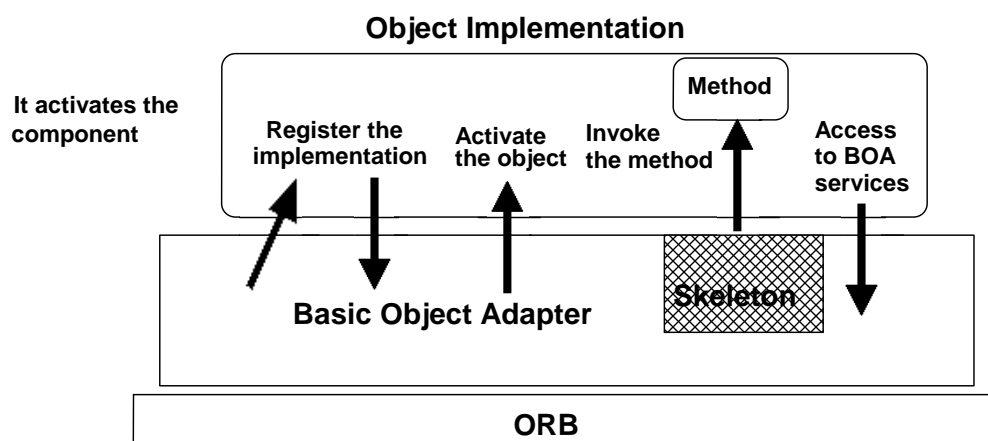 Object Implementation
It activates the
component
Register the
implementation
Activate
the object
Invoke
the method
Method
Access
to BOA
services
Skeleton
Basic Object Adapter
ORB